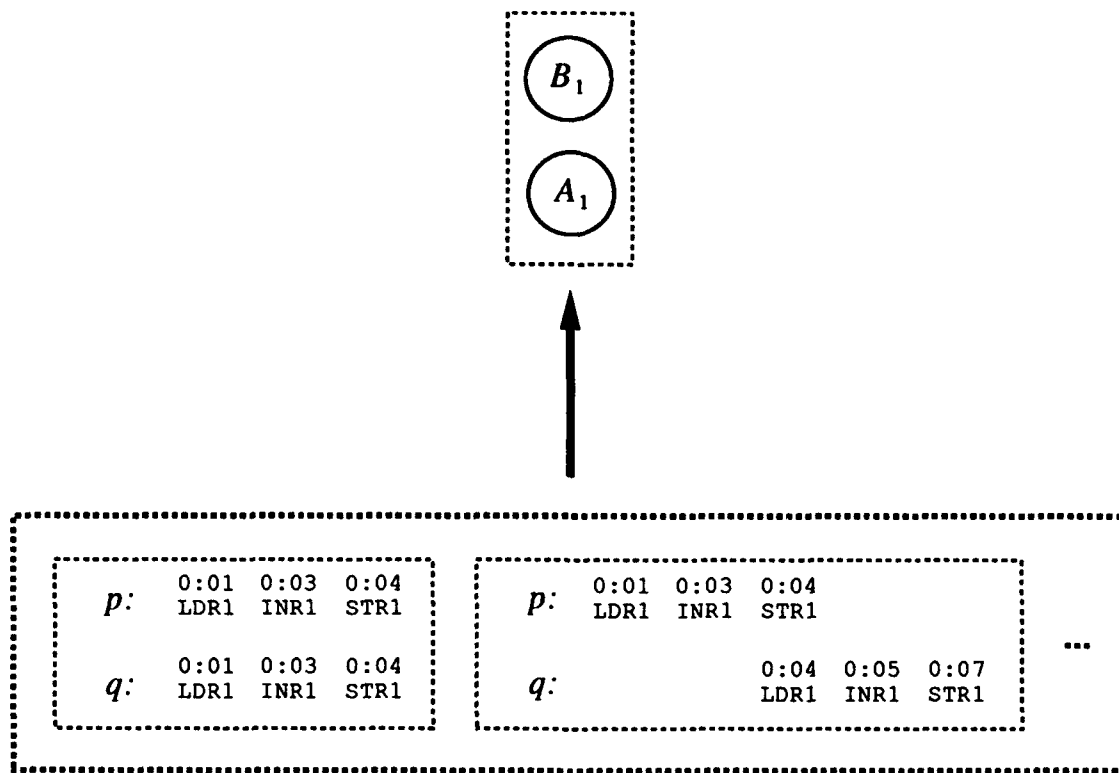 B₁
A₁
0:01 0:03 0:04
p: LDR1 INR1 STR1
0:01 0:03 0:04
q: LDR1 INR1 STR1
0:01 0:03 0:04
p: LDR1 INR1 STR1
0:04 0:05 0:07
q: LDR1 INR1 STR1
...